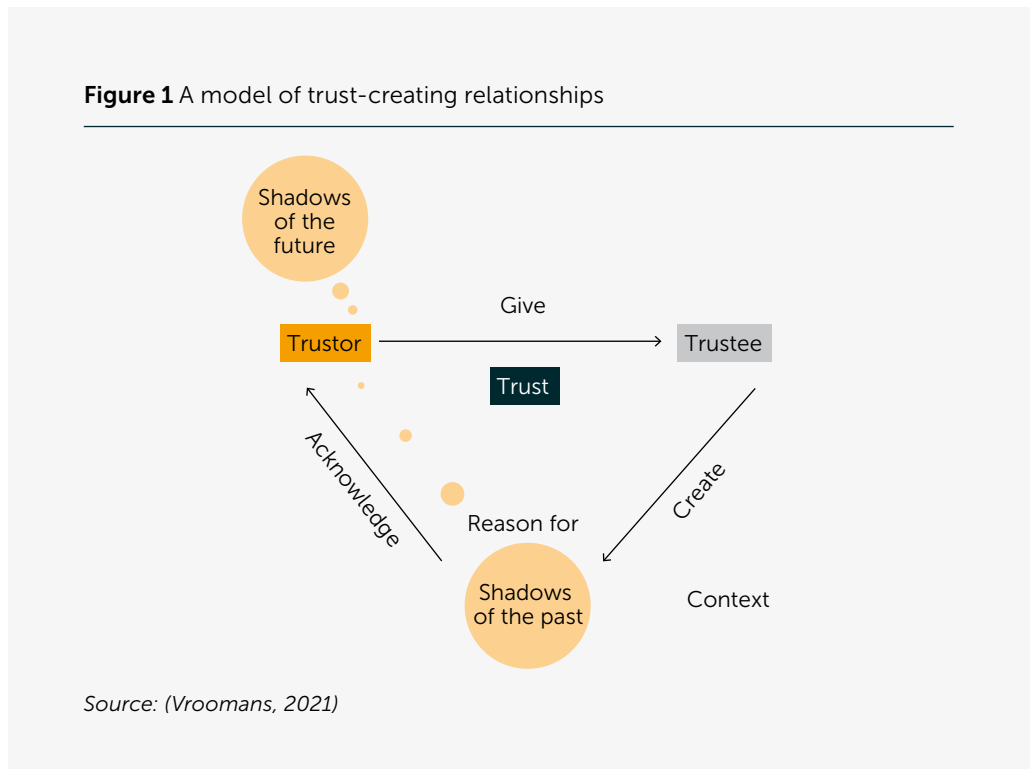 Figure 1 A model of trust-creating relationships
Shadows
of the
future
Give
Trustor
Trustee
Trust
Acknowledge
Create
Reason for
Shadows
of the past
Context
Source: (Vroomans, 2021)